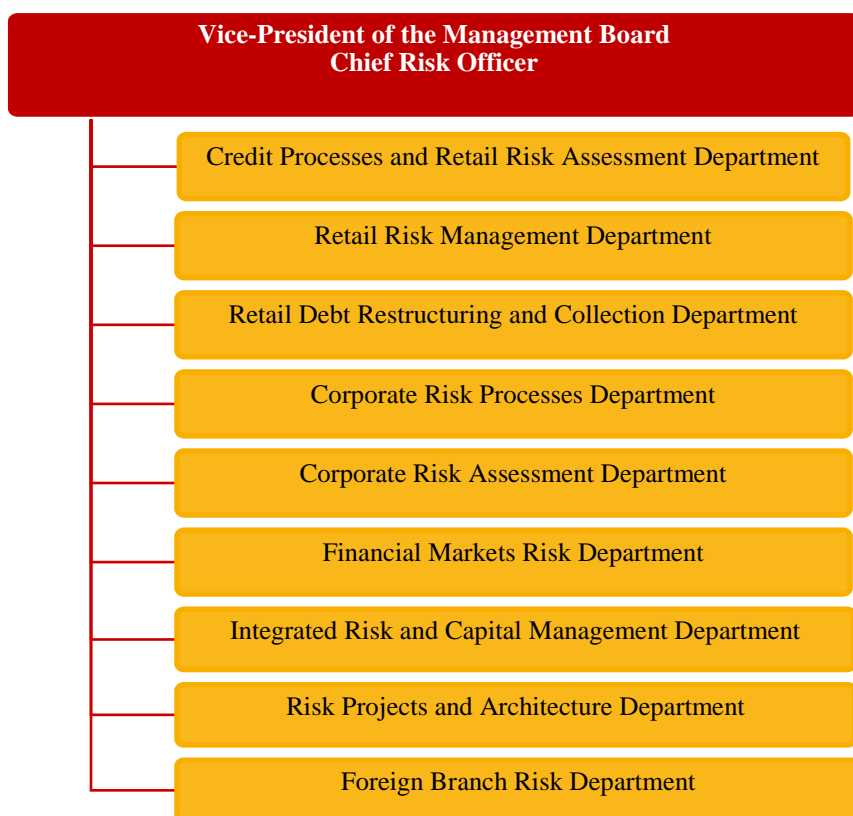 Vice-President of the Management Board
Chief Risk Officer
Credit Processes and Retail Risk Assessment Department
Retail Risk Management Department
Retail Debt Restructuring and Collection Department
Corporate Risk Processes Department
Corporate Risk Assessment Department
Financial Markets Risk Department
Integrated Risk and Capital Management Department
Risk Projects and Architecture Department
Foreign Branch Risk Department